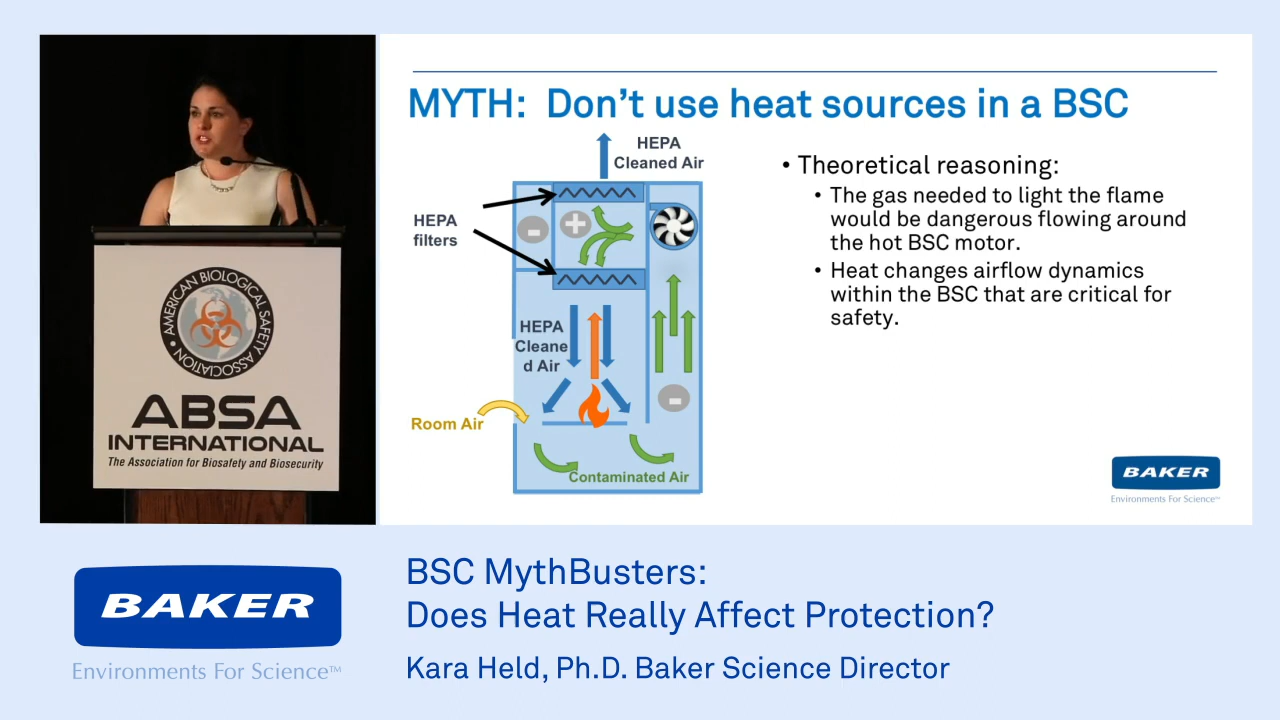 AMERICAN BIOLOGICAL SAFETY ASSOCIATION
ABSA
INTERNATIONAL
The Association for Biosafety and Biosecurity
MYTH: Don't use heat sources in a BSC
HEPA
Cleaned Air
HEPA
filters
-
+
HEPA
Cleane
d Air
-
Room Air
Contaminated Air
• Theoretical reasoning:
• The gas needed to light the flame
would be dangerous flowing around
the hot BSC motor.
• Heat changes airflow dynamics
within the BSC that are critical for
safety.
BAKER
Environments For Science™
BAKER
Environments For Science™
BSC MythBusters:
Does Heat Really Affect Protection?
Kara Held, Ph.D. Baker Science Director